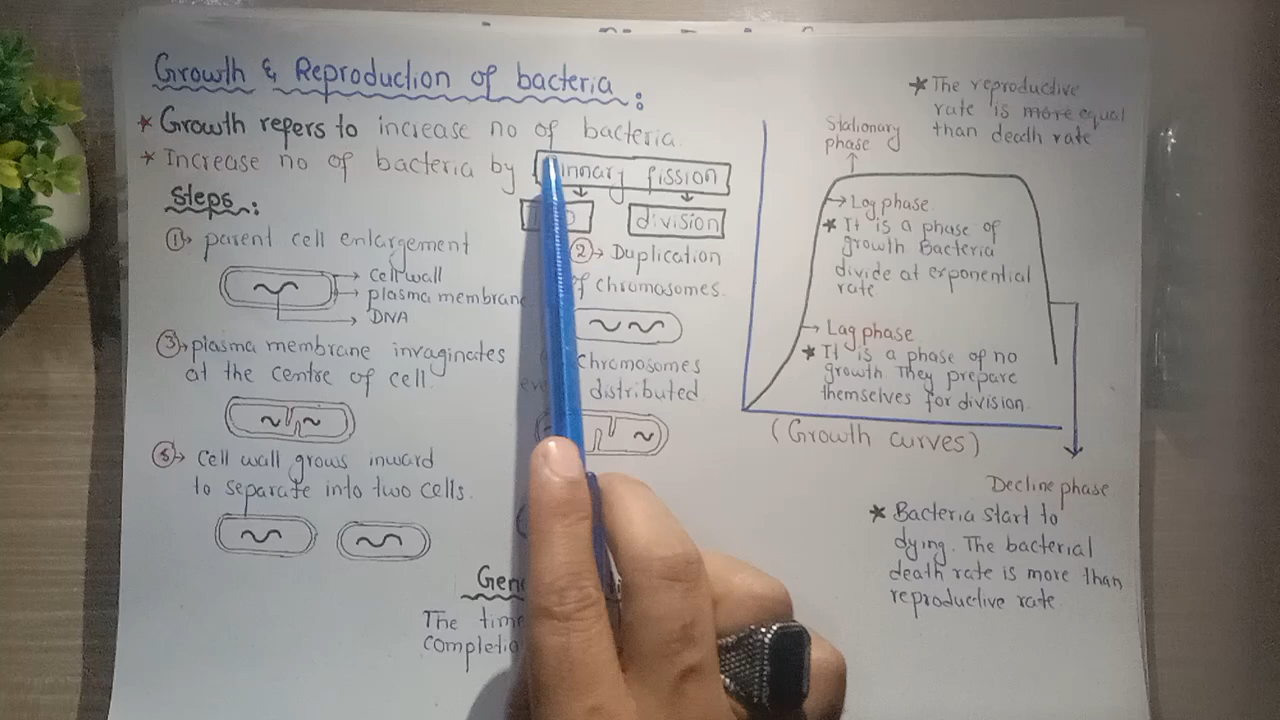 Growth & Reproduction of bacteria :
* Growth refers to increase no of bacteria.
* Increase no of bacteria by innary fission
division
Steps :
① → parent cell enlargement
Cell wall
plasma membrane
DNA
② → Duplication
of chromosomes.
③ → plasma membrane invaginates
at the centre of cell.
chromosomes
distributed
⑤ → Cell wall grows inward
to separate into two cells.
The time
* The reproductive
rate is more equal
than death rate
Stationary
phase
Log phase
* It is a phase of
growth Bacteria
divide at exponential
rate
Lag phase
* It is a phase of no
growth They prepare
themselves for division.
(Growth curves)
Decline phase
* Bacteria start to
dying. The bacterial
death rate is more than
reproductive rate